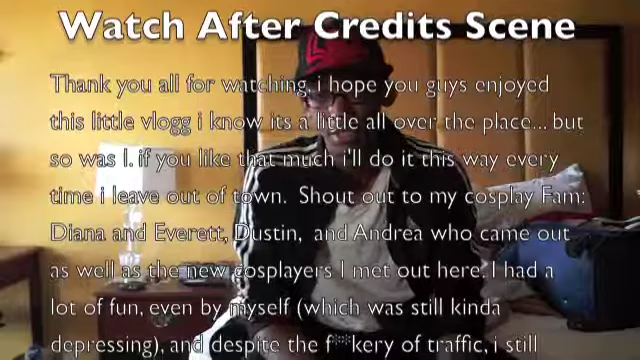 Watch After Credits Scene
Thank you all for watching, i hope you guys enjoyed
this little vlogg i know its a little all over the place... but
so was I. if you like that much i'll do it this way every
time i leave out of town.  Shout out to my cosplay Fam:
Diana and Everett, Dustin,  and Andrea who came out
as well as the new cosplayers I met out here. I had a
lot of fun, even by myself (which was still kinda
depressing), and despite the f**kery of traffic, i still